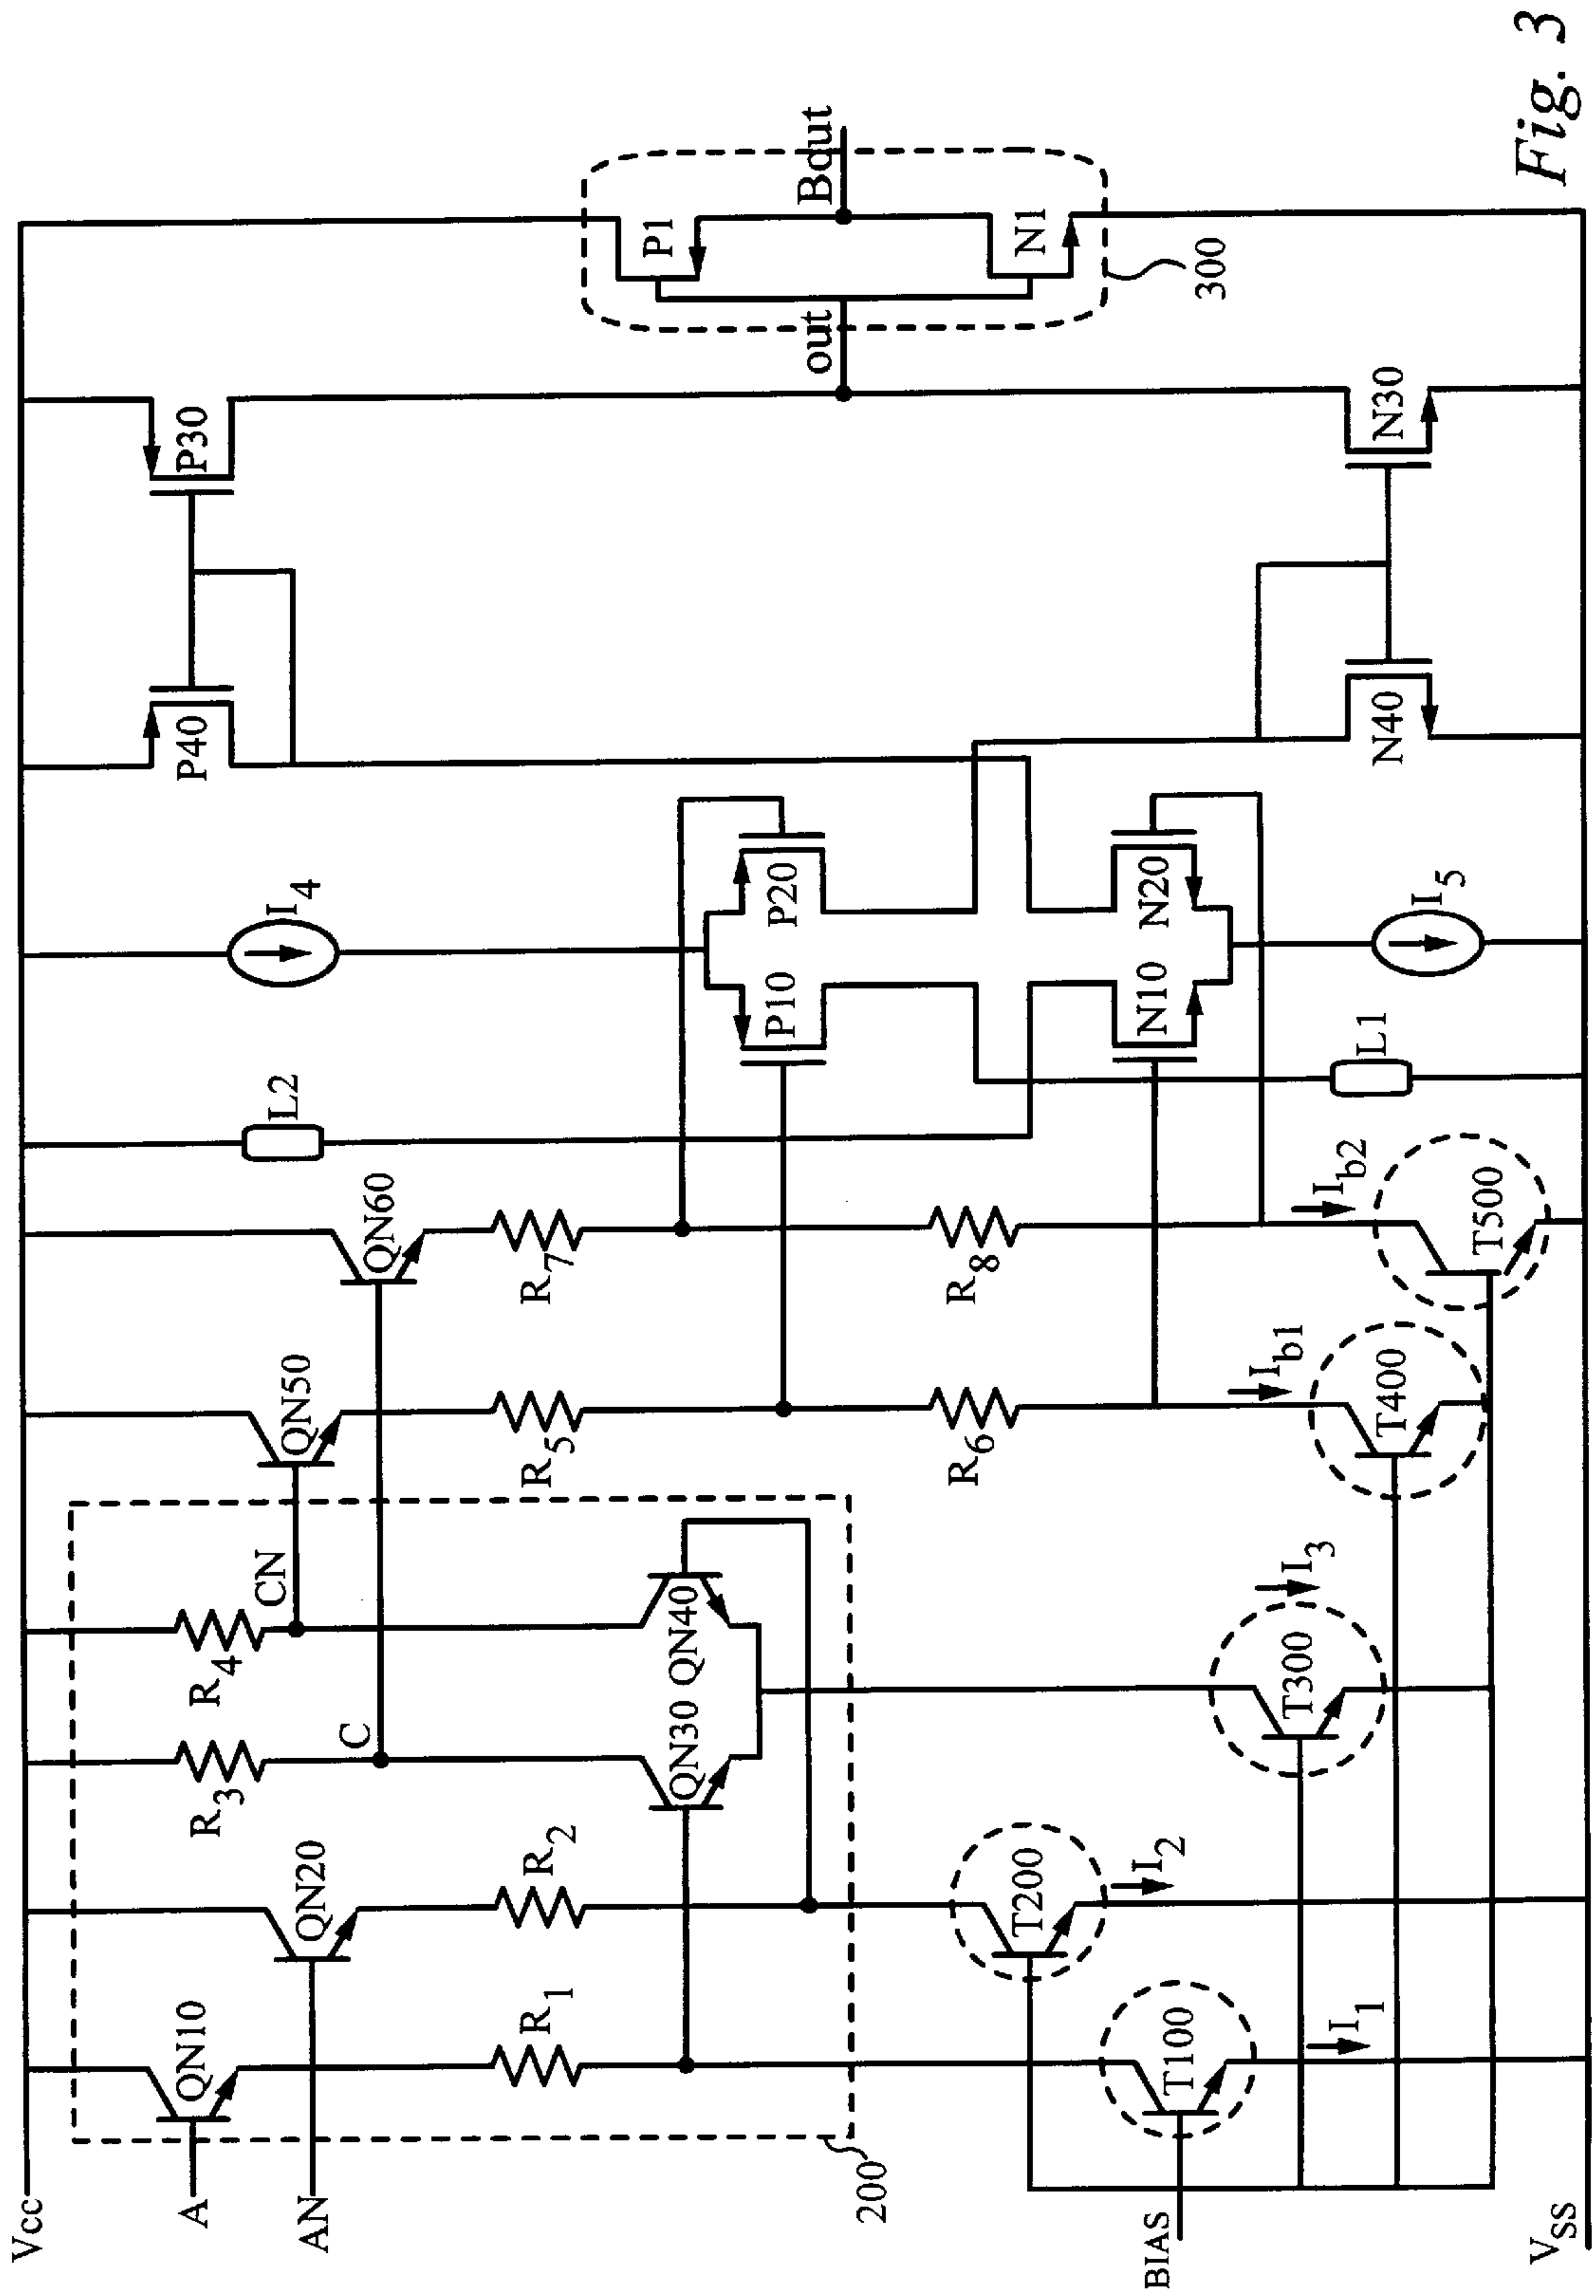 Vcc
A
AN
200
BIAS
VSS
QN10
QN20
R1
R2
T100
T200
I1
I2
R3
R4
C
CN
QN30
QN40
T300
I3
QN50
QN60
R5
R7
R6
R8
Ib1
Ib2
T400
T500
L2
L1
I4
I5
P10
P20
N10
N20
P40
P30
N40
N30
out
Bout
P1
N1
300
Fig. 3